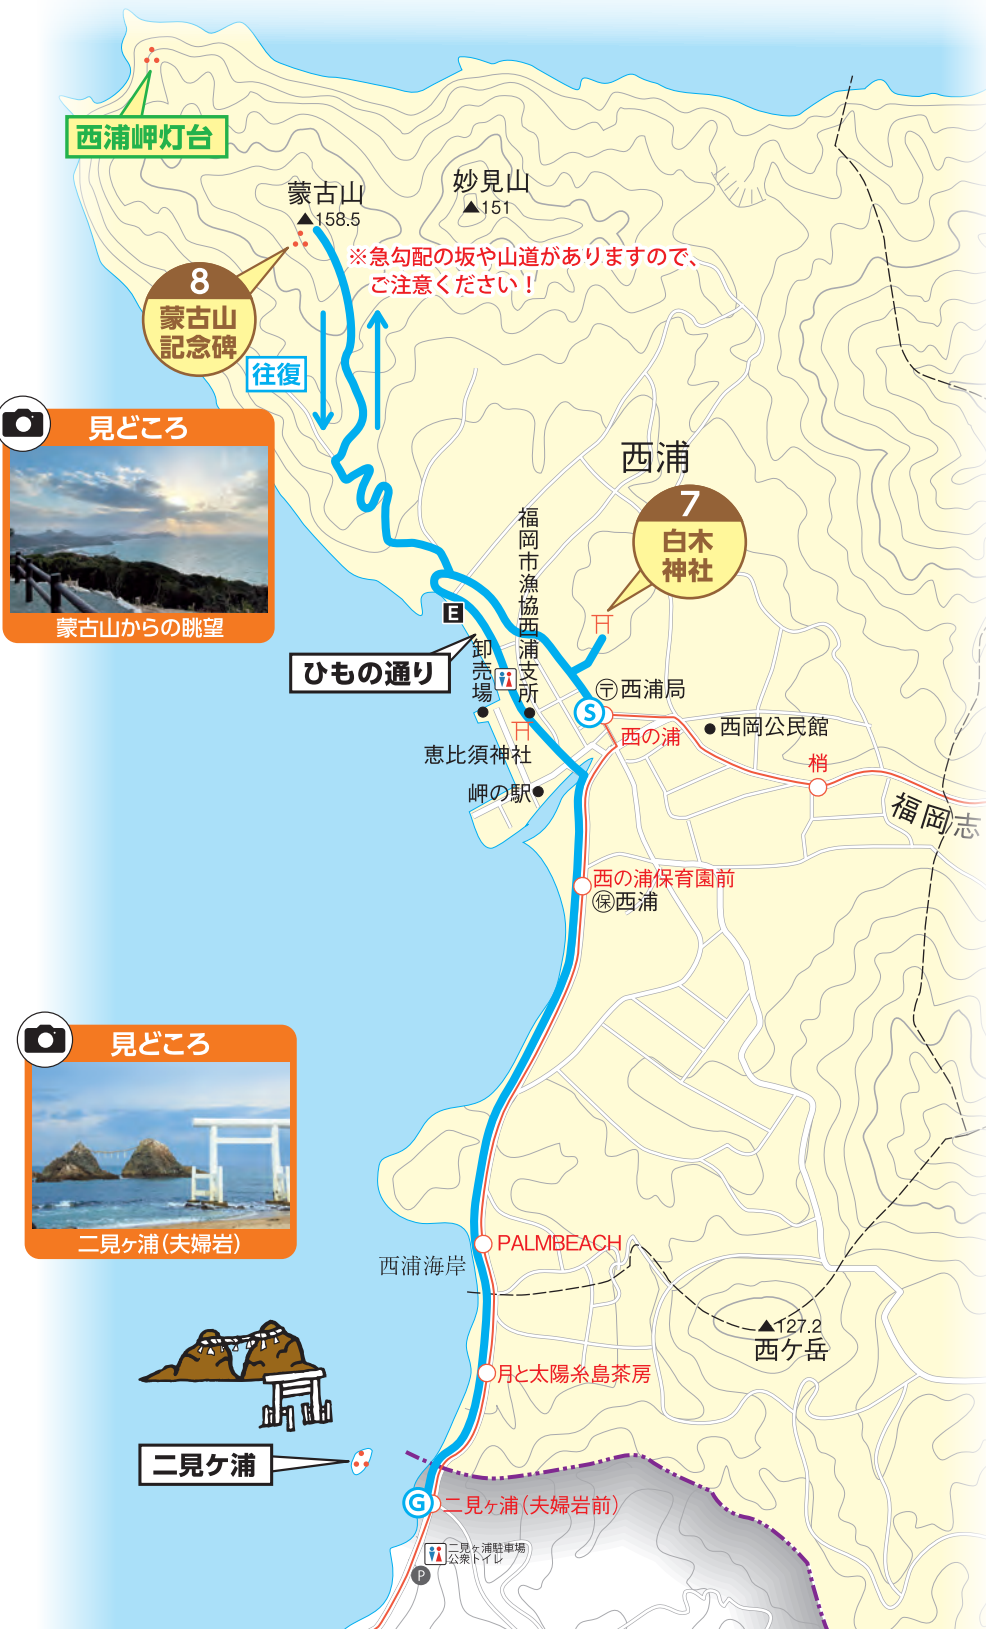 西浦岬灯台
蒙古山
▲158.5
妙見山
▲151
※急勾配の坂や山道がありますので、
ご注意ください！
8
蒙古山
記念碑
往復
見どころ
蒙古山からの眺望
西浦
7
白木
神社
福岡市漁協西浦支所
E
卸売場
ひもの通り
〒西浦局
S
西の浦
西岡公民館
梢
恵比須神社
岬の駅
福岡志
西の浦保育園前
保西浦
見どころ
二見ヶ浦(夫婦岩)
PALMBEACH
西浦海岸
▲127.2
西ケ岳
月と太陽糸島茶房
二見ケ浦
G
二見ヶ浦(夫婦岩前)
二見ヶ浦駐車場
公衆トイレ
P